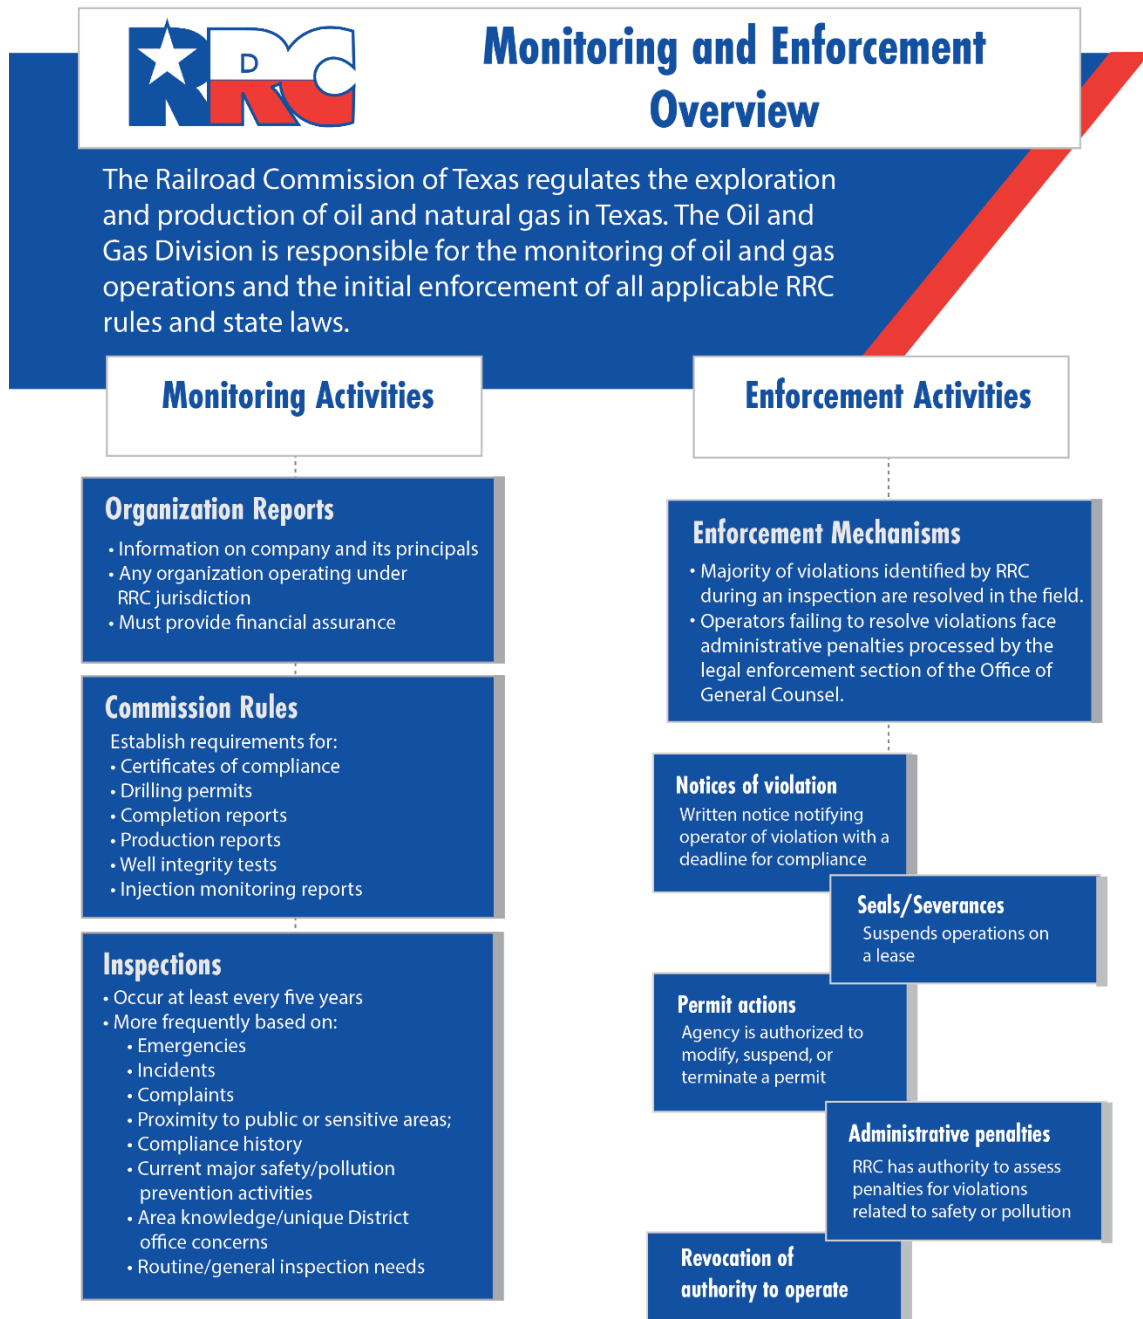 RRC
Monitoring and Enforcement
Overview
The Railroad Commission of Texas regulates the exploration
and production of oil and natural gas in Texas. The Oil and
Gas Division is responsible for the monitoring of oil and gas
operations and the initial enforcement of all applicable RRC
rules and state laws.
Monitoring Activities
Organization Reports
• Information on company and its principals
• Any organization operating under
RRC jurisdiction
• Must provide financial assurance
Commission Rules
Establish requirements for:
• Certificates of compliance
• Drilling permits
• Completion reports
• Production reports
• Well integrity tests
• Injection monitoring reports
Inspections
• Occur at least every five years
• More frequently based on:
• Emergencies
• Incidents
• Complaints
• Proximity to public or sensitive areas;
• Compliance history
• Current major safety/pollution
prevention activities
• Area knowledge/unique District
office concerns
• Routine/general inspection needs
Enforcement Activities
Enforcement Mechanisms
• Majority of violations identified by RRC
during an inspection are resolved in the field.
• Operators failing to resolve violations face
administrative penalties processed by the
legal enforcement section of the Office of
General Counsel.
Notices of violation
Written notice notifying
operator of violation with a
deadline for compliance
Seals/Severances
Suspends operations on
a lease
Permit actions
Agency is authorized to
modify, suspend, or
terminate a permit
Administrative penalties
RRC has authority to assess
penalties for violations
related to safety or pollution
Revocation of
authority to operate